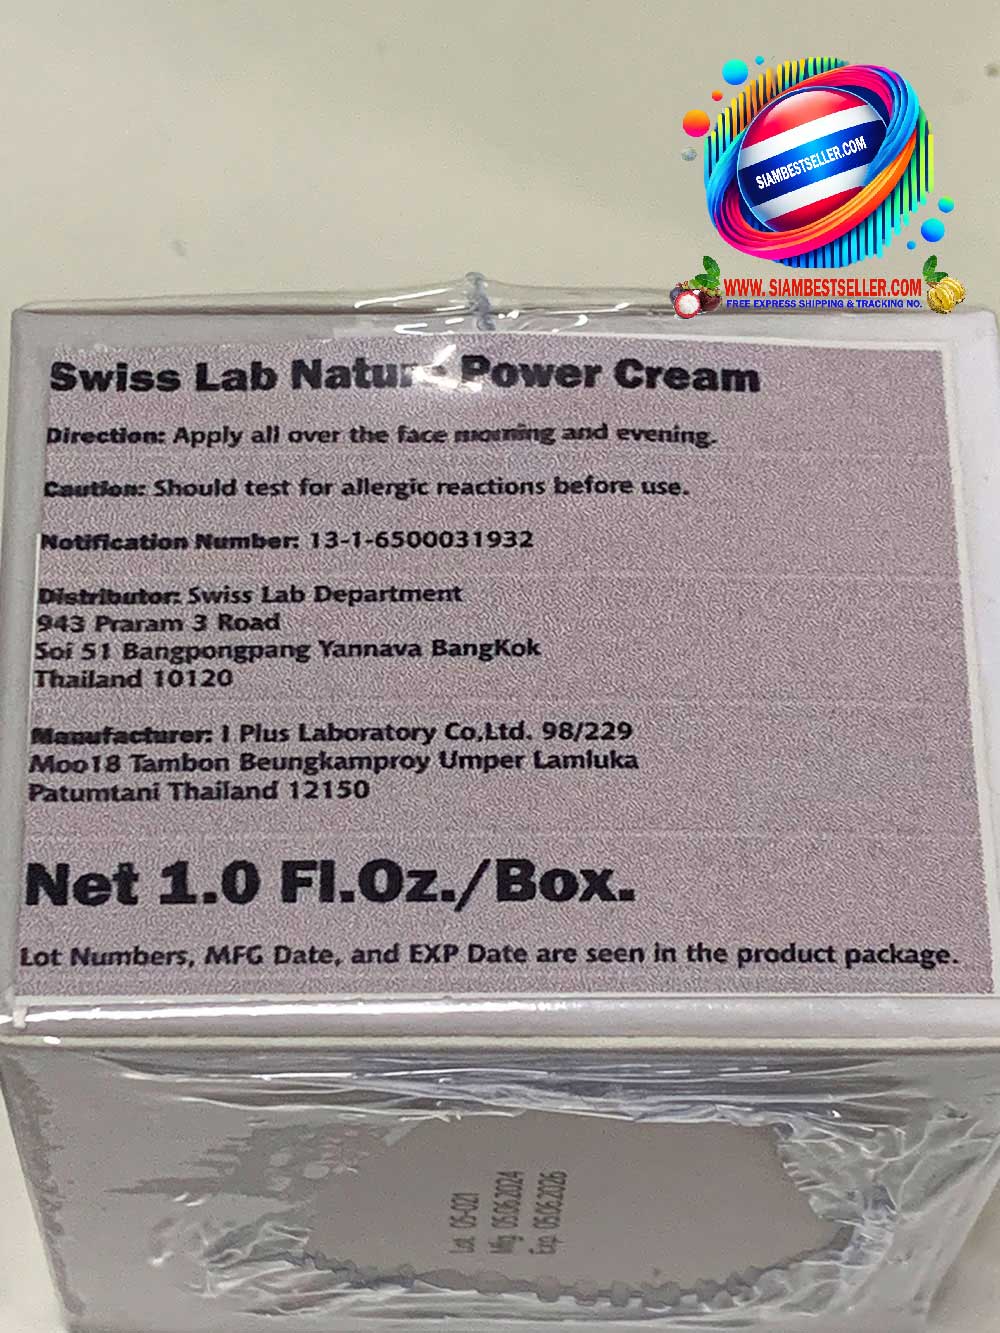 SIAMBESTSELLER.COM
WWW. SIAMBESTSELLER.COM
FREE EXPRESS SHIPPING & TRACKING NO.
Swiss Lab Power Cream
Direction: Apply all over the face morning and evening.
Caution: Should test for allergic reactions before use.
Notification Number: 13-1-6500031932
Distributor: Swiss Lab Department
943 Praram 3 Road
Soi 51 Bangpongpang Yannava BangKok
Thailand 10120
Manufacturer: I Plus Laboratory Co,Ltd. 98/229
Moo18 Tambon Beungkamproy Umper Lamluka
Patumtani Thailand 12150
Net 1.0 Fl.Oz./Box.
Lot Numbers, MFG Date, and EXP Date are seen in the product package.
Lot. 05-021
Mfg. 05.06.2024
Exp. 05.06.2026